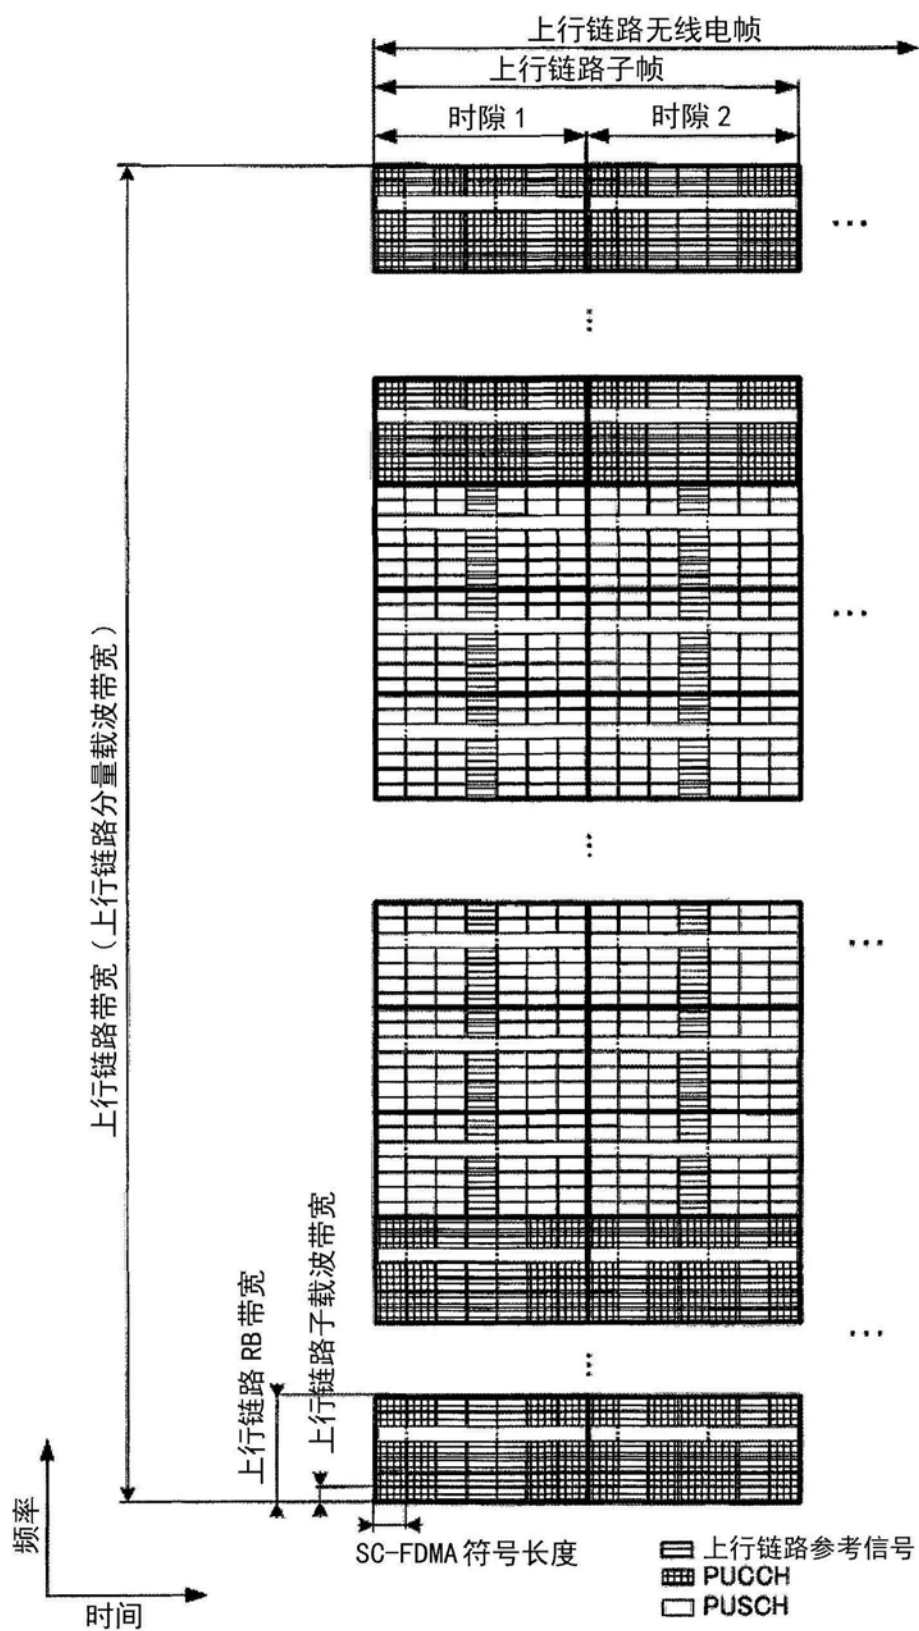 上行链路无线电帧
上行链路子帧
时隙 1
时隙 2
...
...
上行链路带宽（上行链路分量载波带宽）
...
...
...
上行链路 RB 带宽
上行链路子载波带宽
...
...
频率
时间
SC-FDMA 符号长度
上行链路参考信号
PUCCH
PUSCH